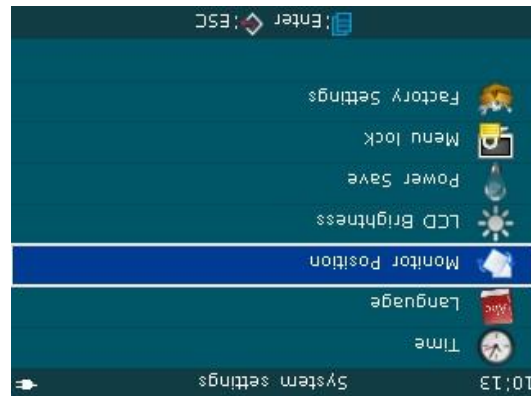 10:13 System settings
Time
Language
Monitor Position
LCD Brightness
Power Save
Menu lock
Factory Settings
:Enter :ESC